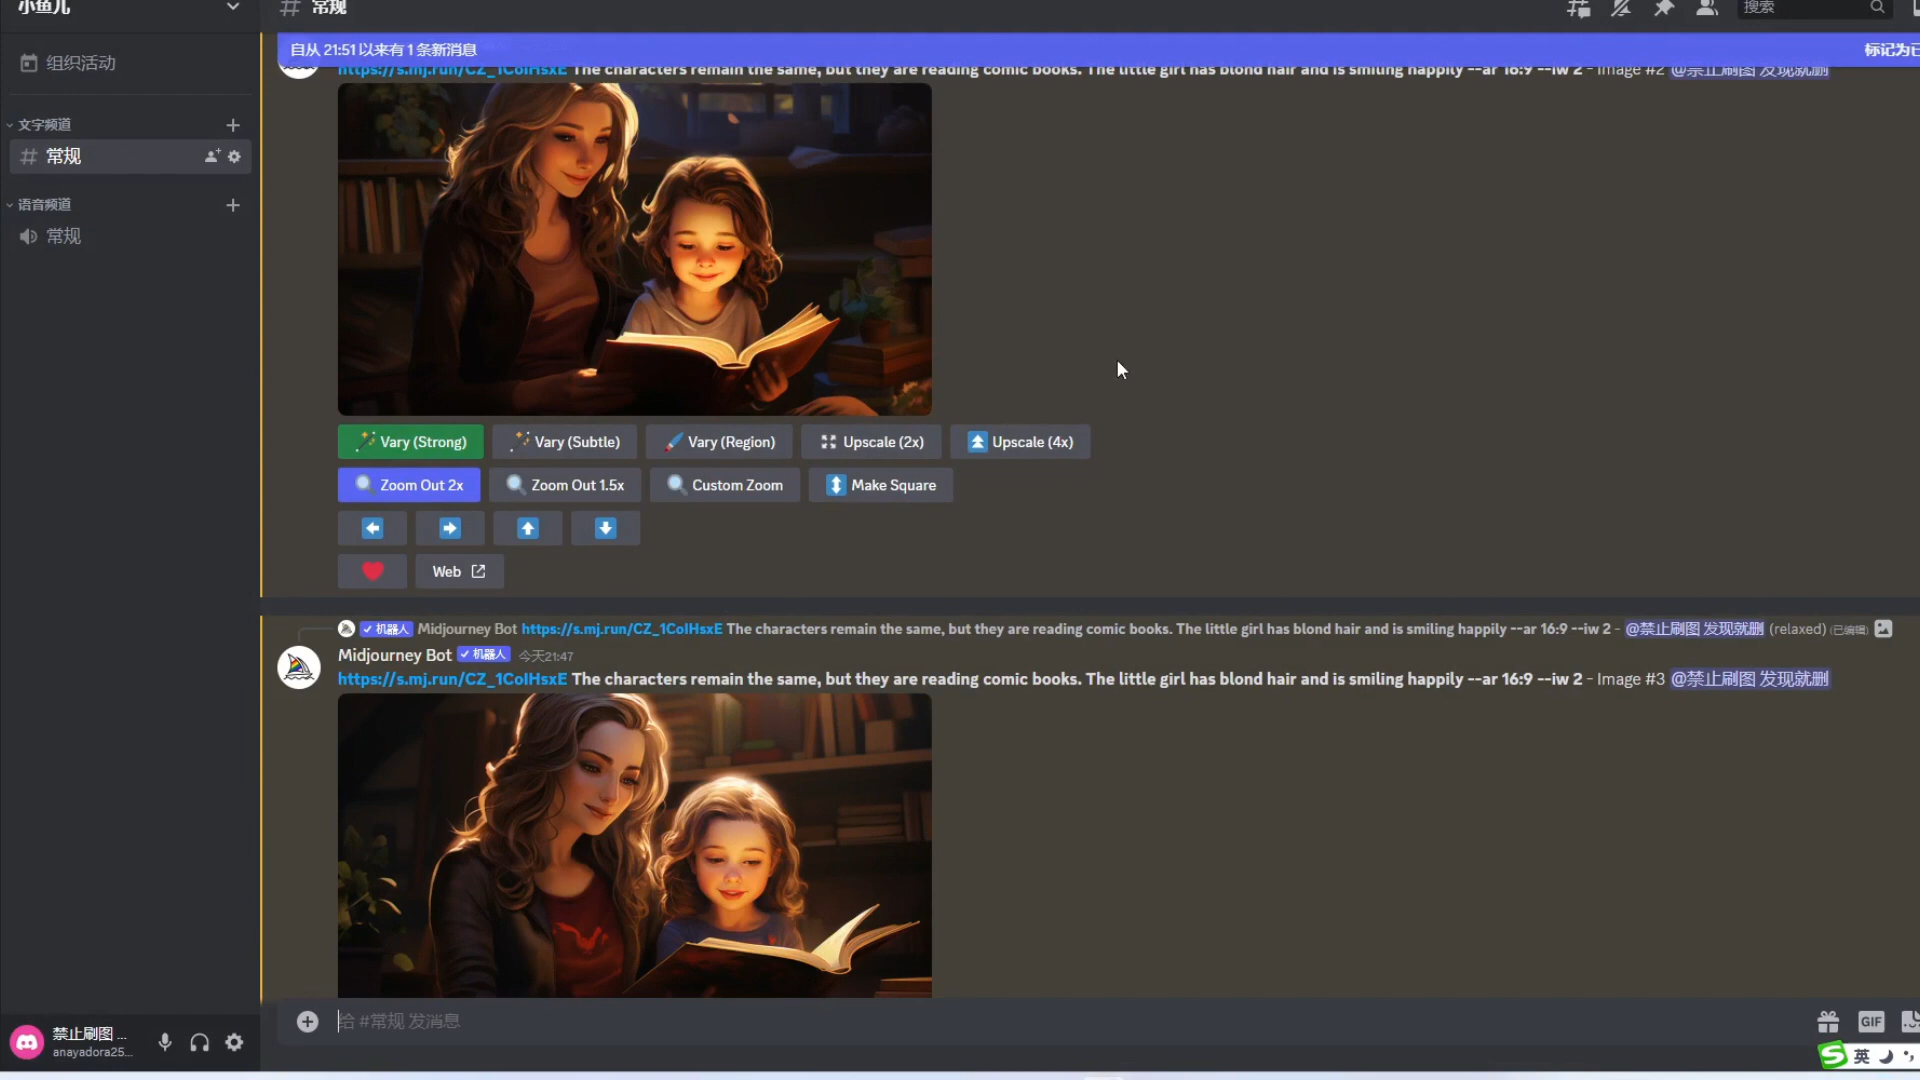 小鱼儿
常规
搜索
组织活动
自从 21:51 以来有 1 条新消息
标记为已
https://s.mj.run/CZ_1CoIHsxE The characters remain the same, but they are reading comic books. The little girl has blond hair and is smiling happily --ar 16:9 --iw 2 - Image #2 @禁止刷图 发现就删
文字频道
常规
语音频道
常规
Vary (Strong)
Vary (Subtle)
Vary (Region)
Upscale (2x)
Upscale (4x)
Zoom Out 2x
Zoom Out 1.5x
Custom Zoom
Make Square
Web
机器人 Midjourney Bot https://s.mj.run/CZ_1CoIHsxE The characters remain the same, but they are reading comic books. The little girl has blond hair and is smiling happily --ar 16:9 --iw 2 - @禁止刷图 发现就删 (relaxed) (已编辑)
Midjourney Bot 机器人 今天21:47
https://s.mj.run/CZ_1CoIHsxE The characters remain the same, but they are reading comic books. The little girl has blond hair and is smiling happily --ar 16:9 --iw 2 - Image #3 @禁止刷图 发现就删
给 #常规 发消息
GIF
禁止刷图 ...
anayadora25...
英